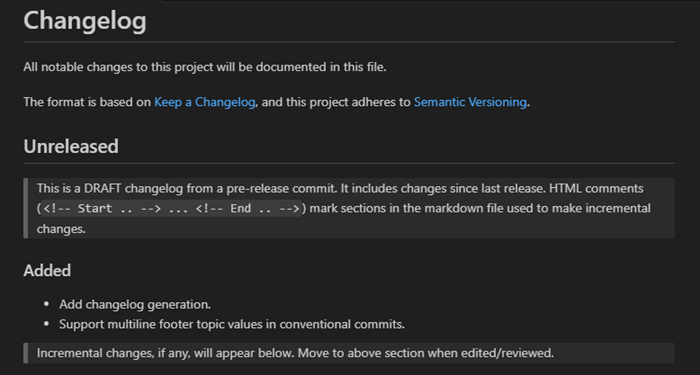 Changelog
All notable changes to this project will be documented in this file.
The format is based on Keep a Changelog, and this project adheres to Semantic Versioning.
Unreleased
This is a DRAFT changelog from a pre-release commit. It includes changes since last release. HTML comments
(<!-- Start .. --> ... <!-- End .. -->) mark sections in the markdown file used to make incremental
changes.
Added
• Add changelog generation.
• Support multiline footer topic values in conventional commits.
Incremental changes, if any, will appear below. Move to above section when edited/reviewed.